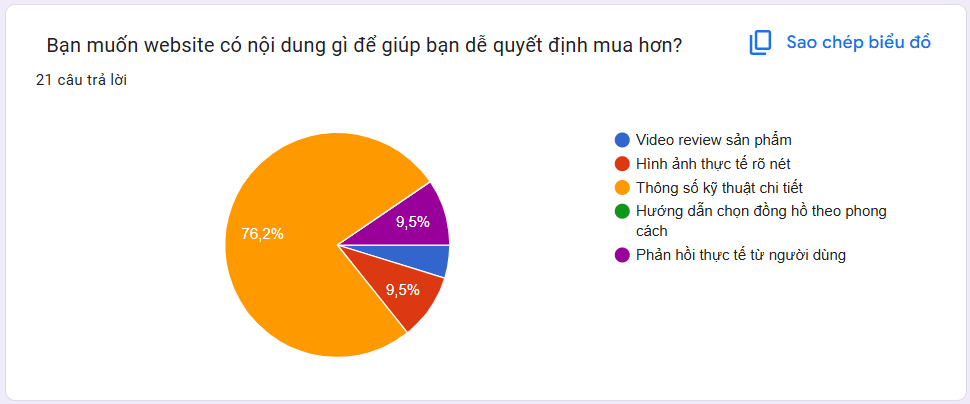 Bạn muốn website có nội dung gì để giúp bạn dễ quyết định mua hơn?
Sao chép biểu đồ
21 câu trả lời
76,2%
9,5%
9,5%
Video review sản phẩm
Hình ảnh thực tế rõ nét
Thông số kỹ thuật chi tiết
Hướng dẫn chọn đồng hồ theo phong
cách
Phản hồi thực tế từ người dùng